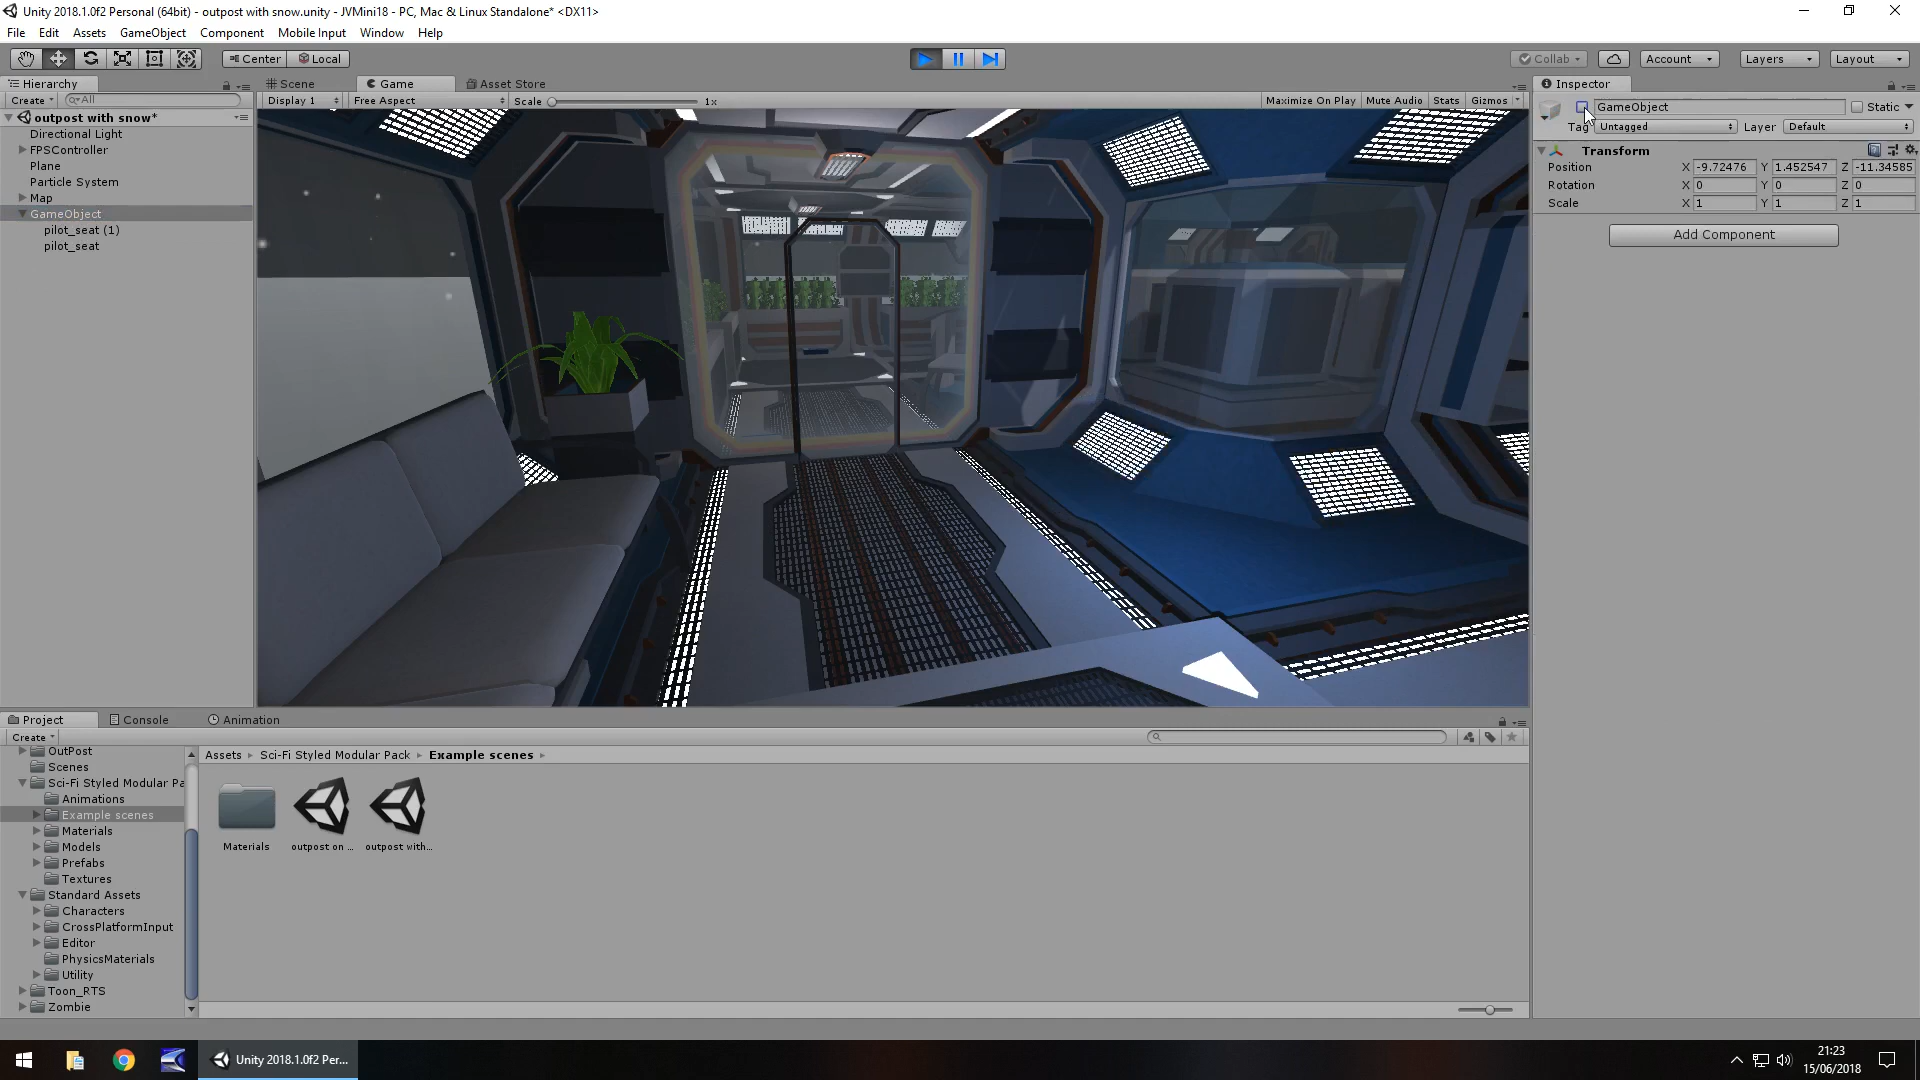 Unity 2018.1.0f2 Personal (64bit) - outpost with snow.unity - JVMini18 - PC, Mac & Linux Standalone* <DX11>
File Edit Assets GameObject Component Mobile Input Window Help
Center Local Collab Account Layers Layout
Hierarchy Scene Game Asset Store Inspector
Create All Display 1 Free Aspect Scale 1x Maximize On Play Mute Audio Stats Gizmos
GameObject Static
Tag Untagged Layer Default
outpost with snow*
Directional Light
FPSController
Plane
Particle System
Map
GameObject
pilot_seat (1)
pilot_seat
Transform
Position X -9.72476 Y 1.452547 Z -11.34585
Rotation X 0 Y 0 Z 0
Scale X 1 Y 1 Z 1
Add Component
Project Console Animation
Create
Assets Sci-Fi Styled Modular Pack Example scenes
OutPost
Scenes
Sci-Fi Styled Modular Pa
Animations
Example scenes
Materials
Models
Prefabs
Textures
Standard Assets
Characters
CrossPlatformInput
Editor
PhysicsMaterials
Utility
Toon_RTS
Zombie
Materials outpost on ... outpost with...
Unity 2018.1.0f2 Per...
21:23
15/06/2018